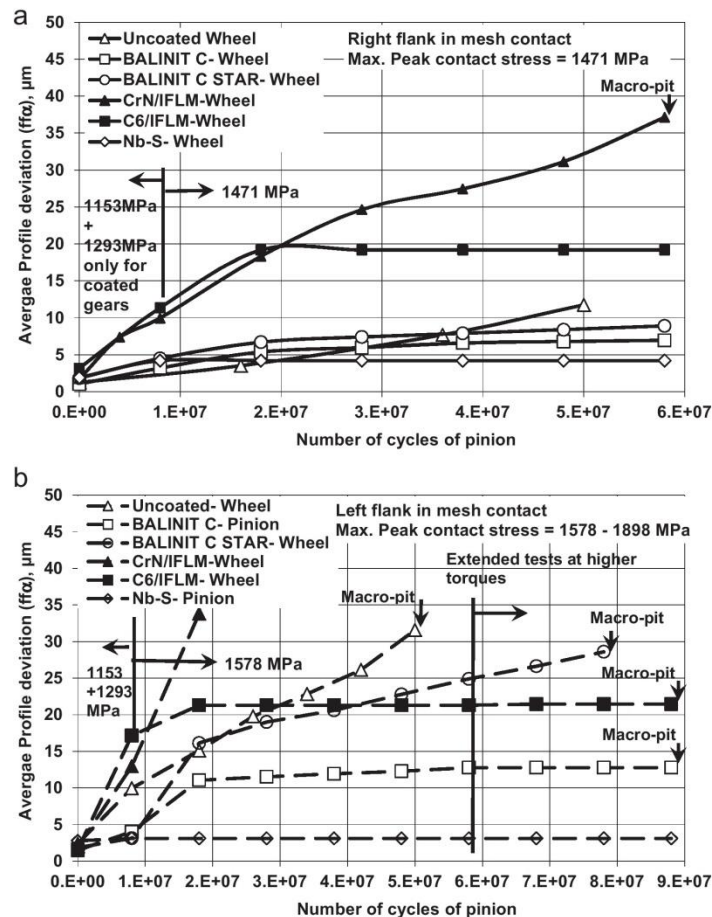 a
Avergae Profile deviation (ffα), µm
50
45
40
35
30
25
20
15
10
5
0
Uncoated Wheel
BALINIT C- Wheel
BALINIT C STAR- Wheel
CrN/IFLM-Wheel
C6/IFLM-Wheel
Nb-S- Wheel
Right flank in mesh contact
Max. Peak contact stress = 1471 MPa
Macro-pit
1471 MPa
1153MPa
+
1293MPa
only for
coated
gears
0.E+00 1.E+07 2.E+07 3.E+07 4.E+07 5.E+07 6.E+07
Number of cycles of pinion
b
Avergae Profile deviation (ffα), µm
50
45
40
35
30
25
20
15
10
5
0
Uncoated- Wheel
BALINIT C- Pinion
BALINIT C STAR- Wheel
CrN/IFLM-Wheel
C6/IFLM- Wheel
Nb-S- Pinion
Left flank in mesh contact
Max. Peak contact stress = 1578 - 1898 MPa
Extended tests at higher
torques
Macro-pit
Macro-pit
Macro-pit
Macro-pit
1153
+1293
MPa
1578 MPa
0.E+00 1.E+07 2.E+07 3.E+07 4.E+07 5.E+07 6.E+07 7.E+07 8.E+07 9.E+07
Number of cycles of pinion